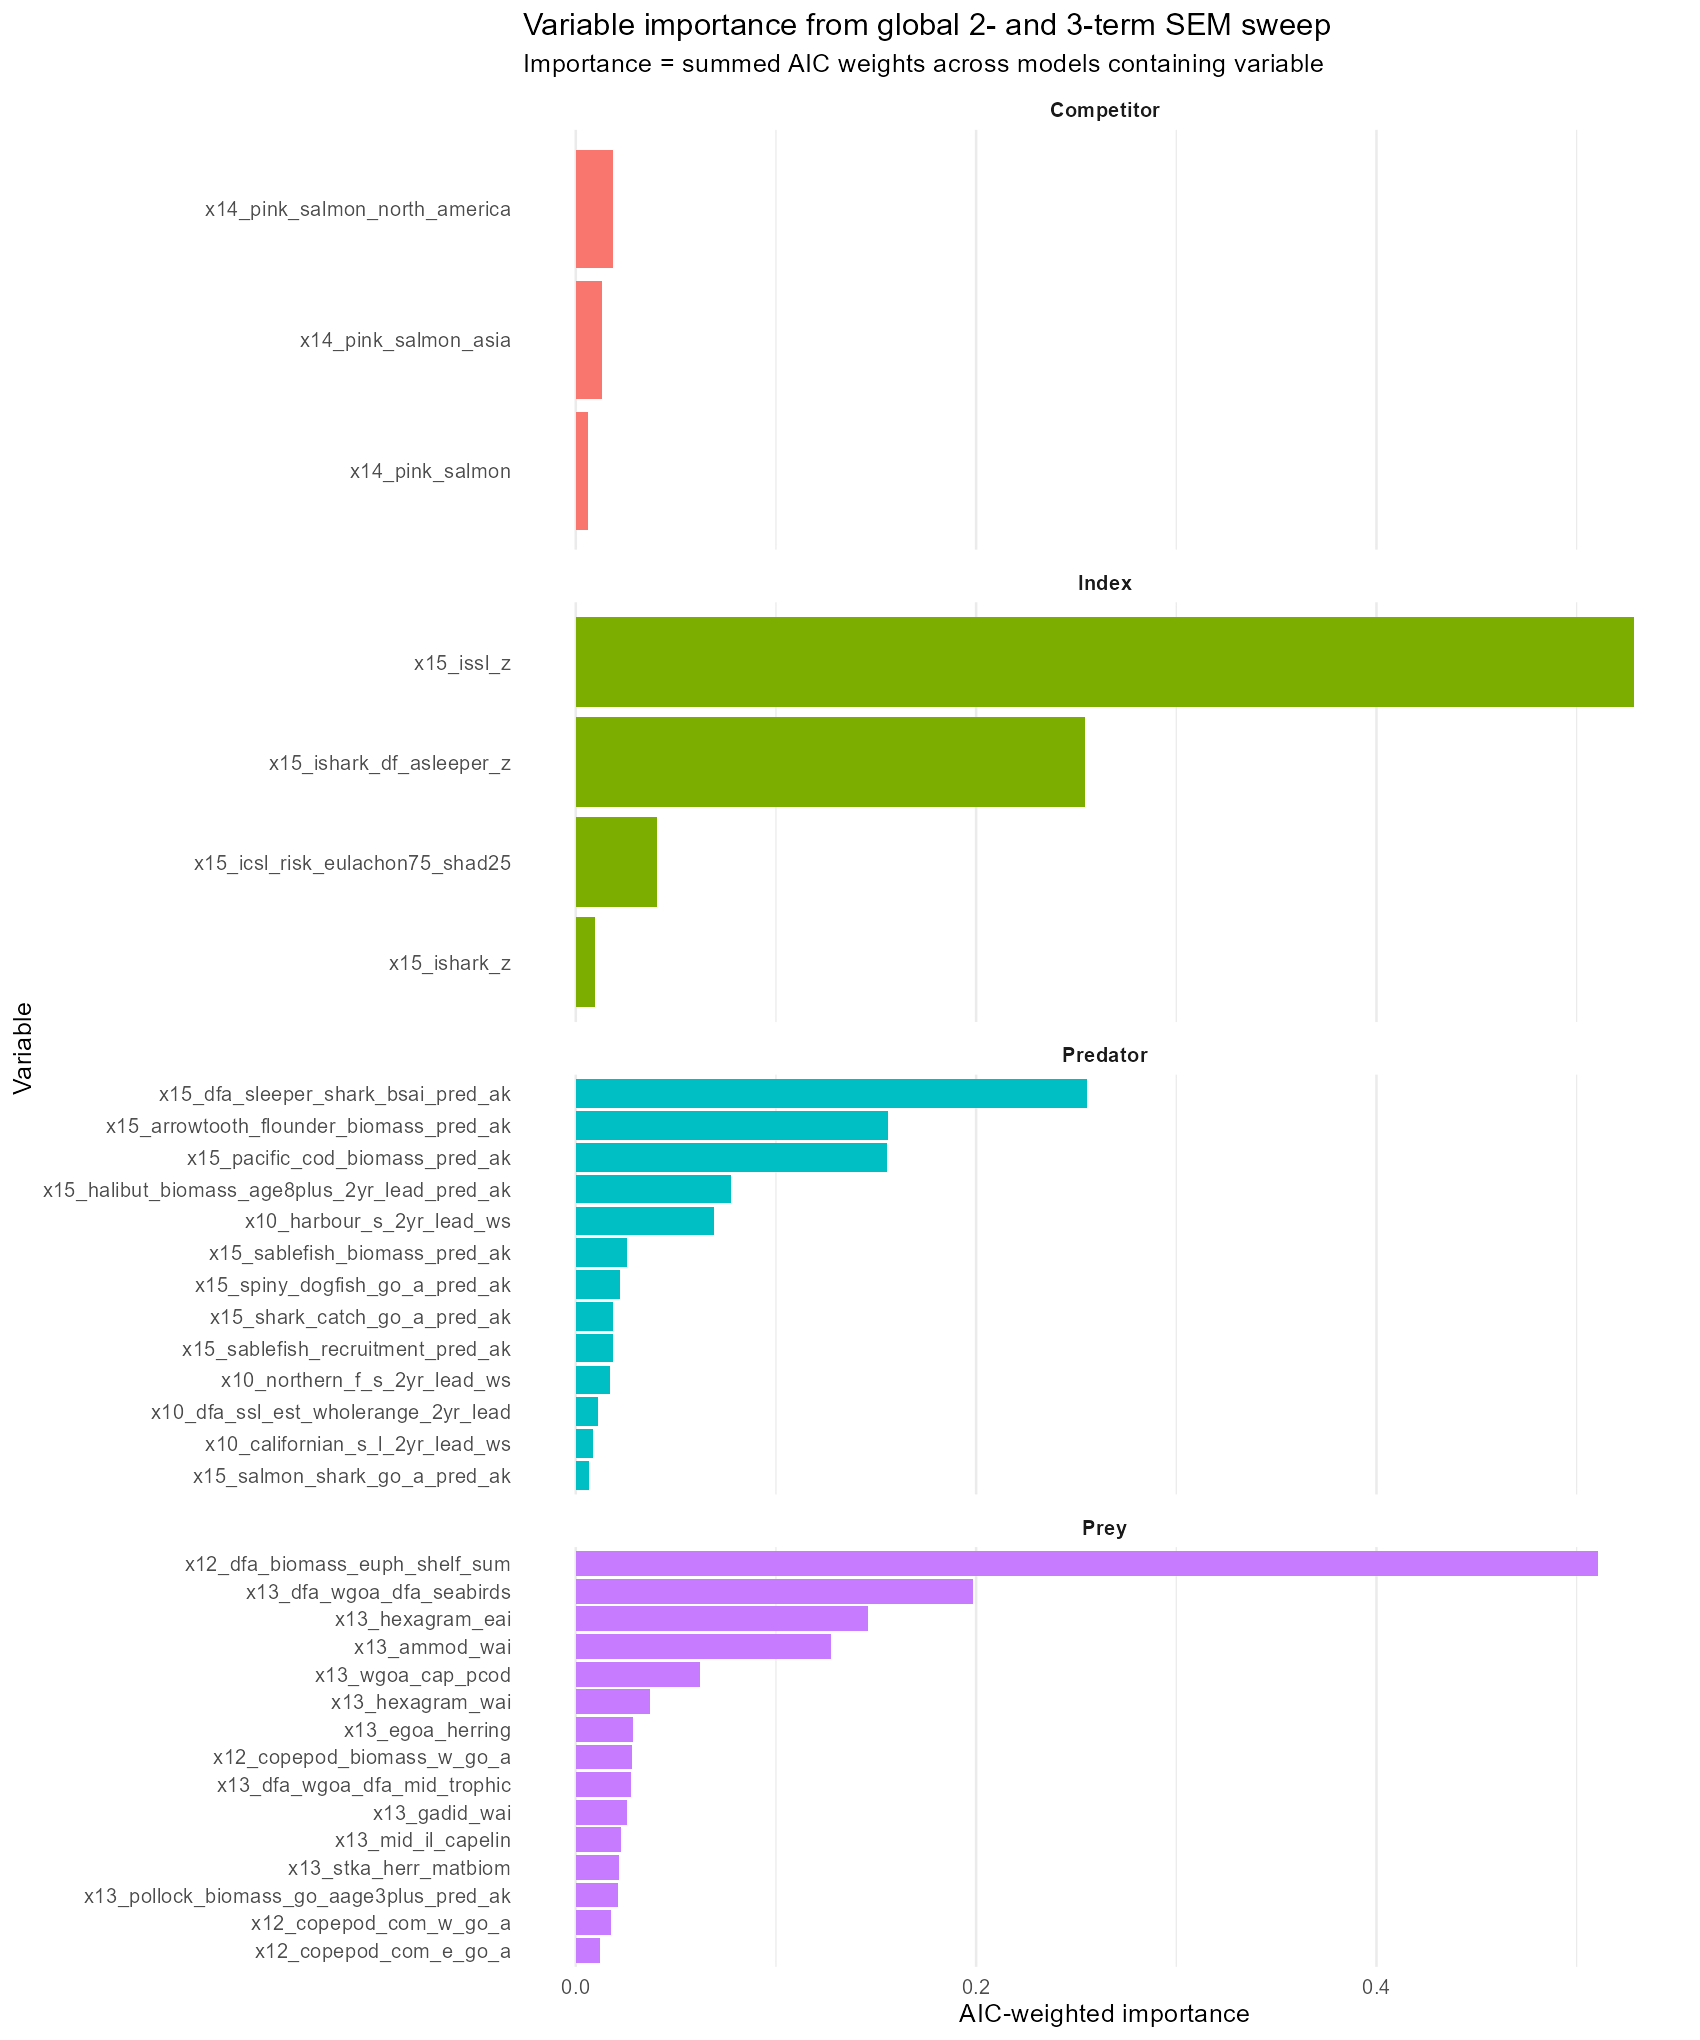 Variable importance from global 2- and 3-term SEM sweep
Importance = summed AIC weights across models containing variable
Competitor
x14_pink_salmon_north_america
x14_pink_salmon_asia
x14_pink_salmon
Index
x15_issl_z
x15_ishark_df_asleeper_z
x15_icsl_risk_eulachon75_shad25
x15_ishark_z
Variable
Predator
x15_dfa_sleeper_shark_bsai_pred_ak
x15_arrowtooth_flounder_biomass_pred_ak
x15_pacific_cod_biomass_pred_ak
x15_halibut_biomass_age8plus_2yr_lead_pred_ak
x10_harbour_s_2yr_lead_ws
x15_sablefish_biomass_pred_ak
x15_spiny_dogfish_go_a_pred_ak
x15_shark_catch_go_a_pred_ak
x15_sablefish_recruitment_pred_ak
x10_northern_f_s_2yr_lead_ws
x10_dfa_ssl_est_wholerange_2yr_lead
x10_californian_s_l_2yr_lead_ws
x15_salmon_shark_go_a_pred_ak
Prey
x12_dfa_biomass_euph_shelf_sum
x13_dfa_wgoa_dfa_seabirds
x13_hexagram_eai
x13_ammod_wai
x13_wgoa_cap_pcod
x13_hexagram_wai
x13_egoa_herring
x12_copepod_biomass_w_go_a
x13_dfa_wgoa_dfa_mid_trophic
x13_gadid_wai
x13_mid_il_capelin
x13_stka_herr_matbiom
x13_pollock_biomass_go_aage3plus_pred_ak
x12_copepod_com_w_go_a
x12_copepod_com_e_go_a
0.0 0.2 0.4
AIC-weighted importance